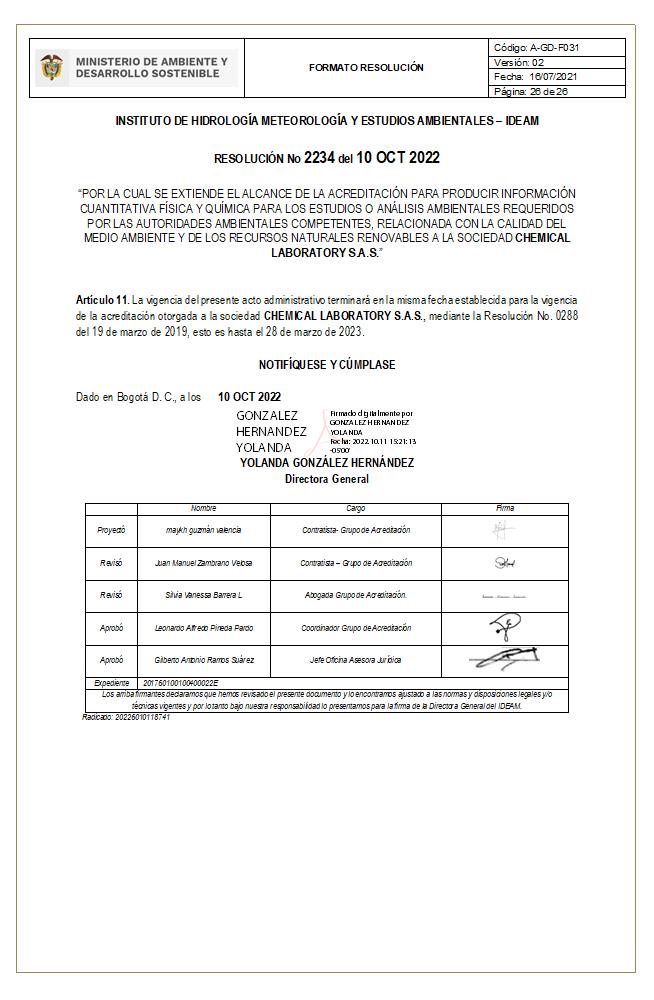 MINISTERIO DE AMBIENTE Y
DESARROLLO SOSTENIBLE
FORMATO RESOLUCIÓN
Código: A-GD-F031
Versión: 02
Fecha: 16/07/2021
Página: 26 de 26
INSTITUTO DE HIDROLOGÍA METEOROLOGÍA Y ESTUDIOS AMBIENTALES – IDEAM
RESOLUCIÓN No 2234 del 10 OCT 2022
“POR LA CUAL SE EXTIENDE EL ALCANCE DE LA ACREDITACIÓN PARA PRODUCIR INFORMACIÓN
CUANTITATIVA FÍSICA Y QUÍMICA PARA LOS ESTUDIOS O ANÁLISIS AMBIENTALES REQUERIDOS
POR LAS AUTORIDADES AMBIENTALES COMPETENTES, RELACIONADA CON LA CALIDAD DEL
MEDIO AMBIENTE Y DE LOS RECURSOS NATURALES RENOVABLES A LA SOCIEDAD CHEMICAL
LABORATORY S.A.S.”
Artículo 11. La vigencia del presente acto administrativo terminará en la misma fecha establecida para la vigencia
de la acreditación otorgada a la sociedad CHEMICAL LABORATORY S.A.S., mediante la Resolución No. 0288
del 19 de marzo de 2019, esto es hasta el 28 de marzo de 2023.
NOTIFÍQUESE Y CÚMPLASE
Dado en Bogotá D. C., a los 10 OCT 2022
GONZALEZ
HERNANDEZ
YOLANDA
Firmado digitalmente por
GONZALEZ HERNANDEZ
YOLANDA
Fecha: 2022.10.11 15:21:13
-05'00'
YOLANDA GONZÁLEZ HERNÁNDEZ
Directora General
Nombre Cargo Firma
Proyectó maykh guzmán valencia Contratista- Grupo de Acreditación
Revisó Juan Manuel Zambrano Velosa Contratista – Grupo de Acreditación
Revisó Silvia Vanessa Barrera L Abogada Grupo de Acreditación.
Aprobó Leonardo Alfredo Pineda Pardo Coordinador Grupo de Acreditación
Aprobó Gilberto Antonio Ramos Suárez Jefe Oficina Asesora Jurídica
Expediente 201760100100400022E
Los arriba firmantes declaramos que hemos revisado el presente documento y lo encontramos ajustado a las normas y disposiciones legales y/o
técnicas vigentes y por lo tanto bajo nuestra responsabilidad lo presentamos para la firma de la Directora General del IDEAM.
Radicado: 20226010118741